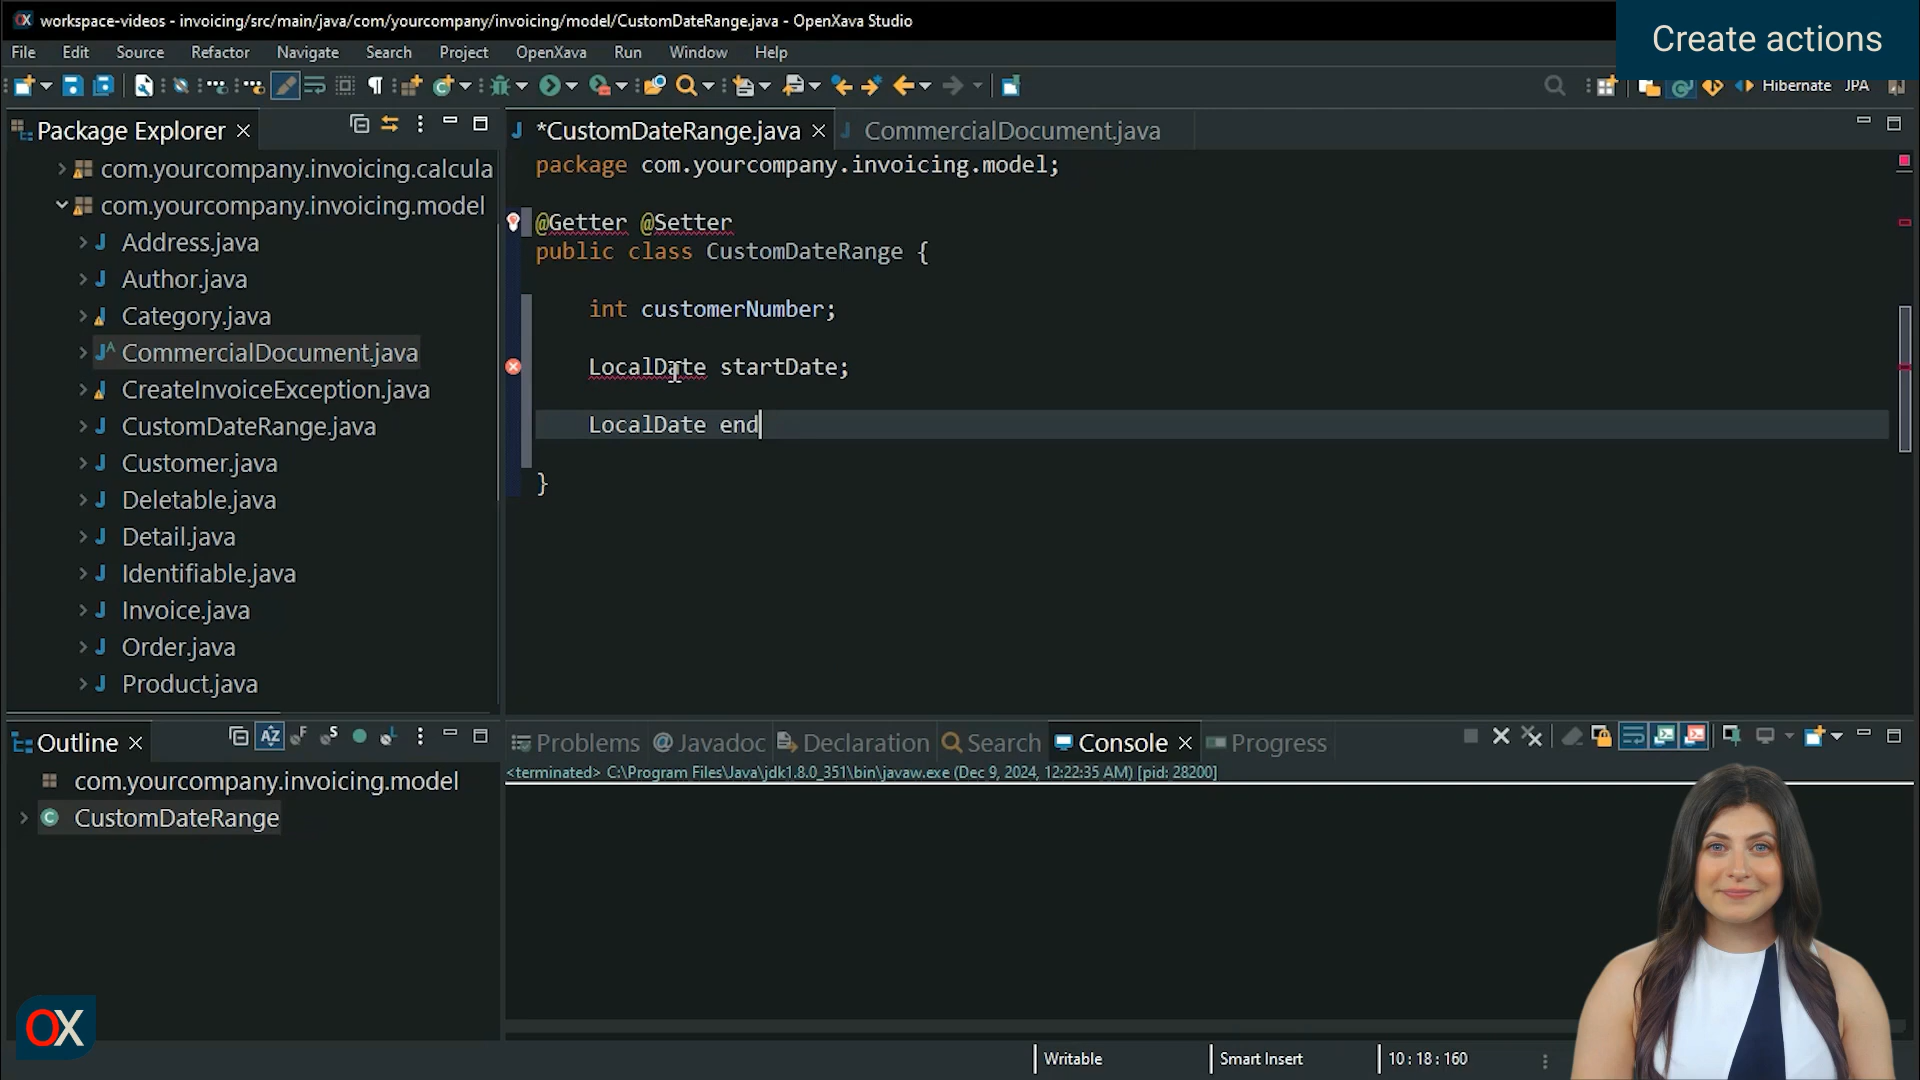 workspace-videos - invoicing/src/main/java/com/yourcompany/invoicing/model/CustomDateRange.java - OpenXava Studio
Create actions
File Edit Source Refactor Navigate Search Project OpenXava Run Window Help
Hibernate JPA
Package Explorer
*CustomDateRange.java
CommercialDocument.java
com.yourcompany.invoicing.calcula
com.yourcompany.invoicing.model
Address.java
Author.java
Category.java
CommercialDocument.java
CreateInvoiceException.java
CustomDateRange.java
Customer.java
Deletable.java
Detail.java
Identifiable.java
Invoice.java
Order.java
Product.java
package com.yourcompany.invoicing.model;
@Getter @Setter
public class CustomDateRange {
int customerNumber;
LocalDate startDate;
LocalDate end
}
Outline
com.yourcompany.invoicing.model
CustomDateRange
Problems @ Javadoc Declaration Search Console Progress
<terminated> C:\Program Files\Java\jdk1.8.0_351\bin\javaw.exe (Dec 9, 2024, 12:22:35 AM) [pid: 28200]
OX
Writable Smart Insert 10 : 18 : 160